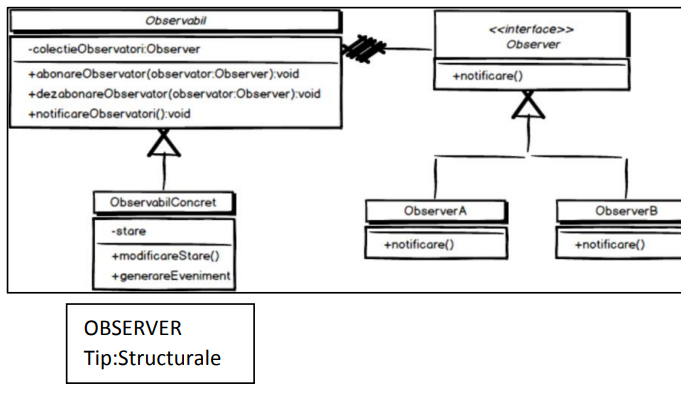 Observabil
-colectieObservatori:Observer
+abonareObservator(observator:Observer):void
+dezabonareObservator(observator:Observer):void
+notificareObservatori():void
<<interface>>
Observer
+notificare()
ObservabilConcret
-stare
+modificareStare()
+generareEveniment
ObserverA
+notificare()
ObserverB
+notificare()
OBSERVER
Tip:Structurale